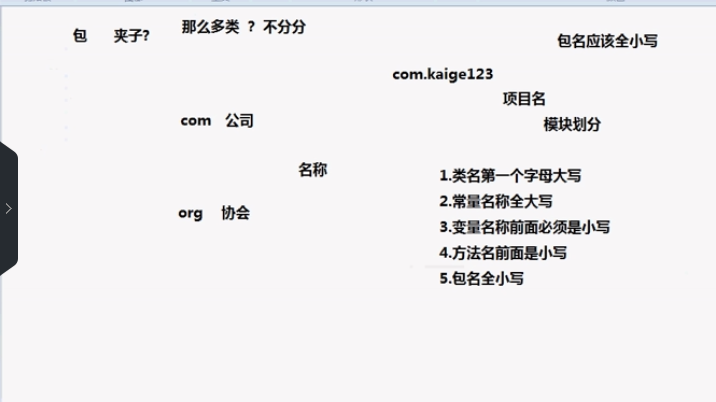 包 夹子?
那么多类 ? 不分分
包名应该全小写
com.kaige123
项目名
模块划分
com 公司
名称
org 协会
1.类名第一个字母大写
2.常量名称全大写
3.变量名称前面必须是小写
4.方法名前面是小写
5.包名全小写